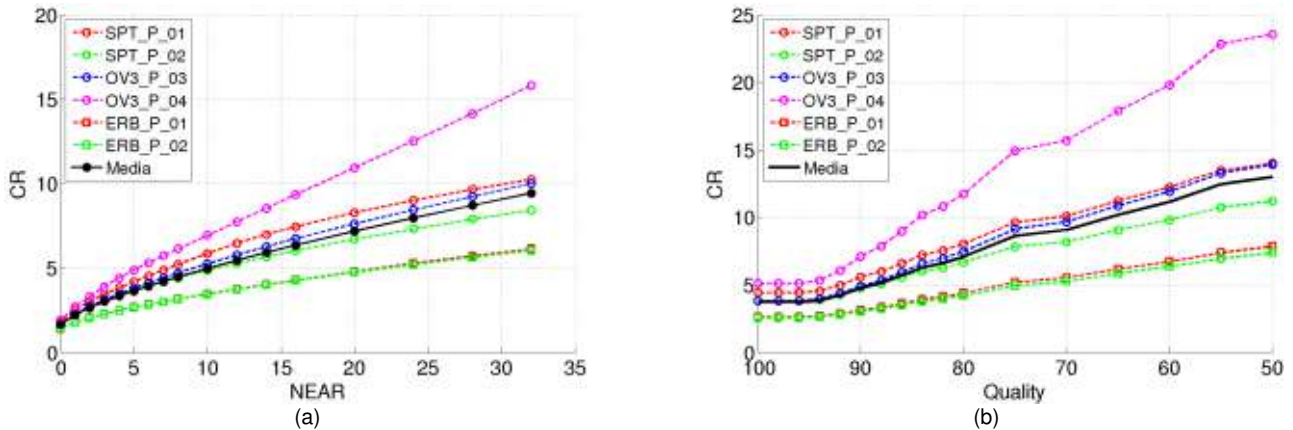 20
15
10
5
0
CR
SPT_P_01
SPT_P_02
OV3_P_03
OV3_P_04
ERB_P_01
ERB_P_02
Media
0 5 10 15 20 25 30 35
NEAR
(a)
25
20
15
10
5
0
CR
SPT_P_01
SPT_P_02
OV3_P_03
OV3_P_04
ERB_P_01
ERB_P_02
Media
100 90 80 70 60 50
Quality
(b)